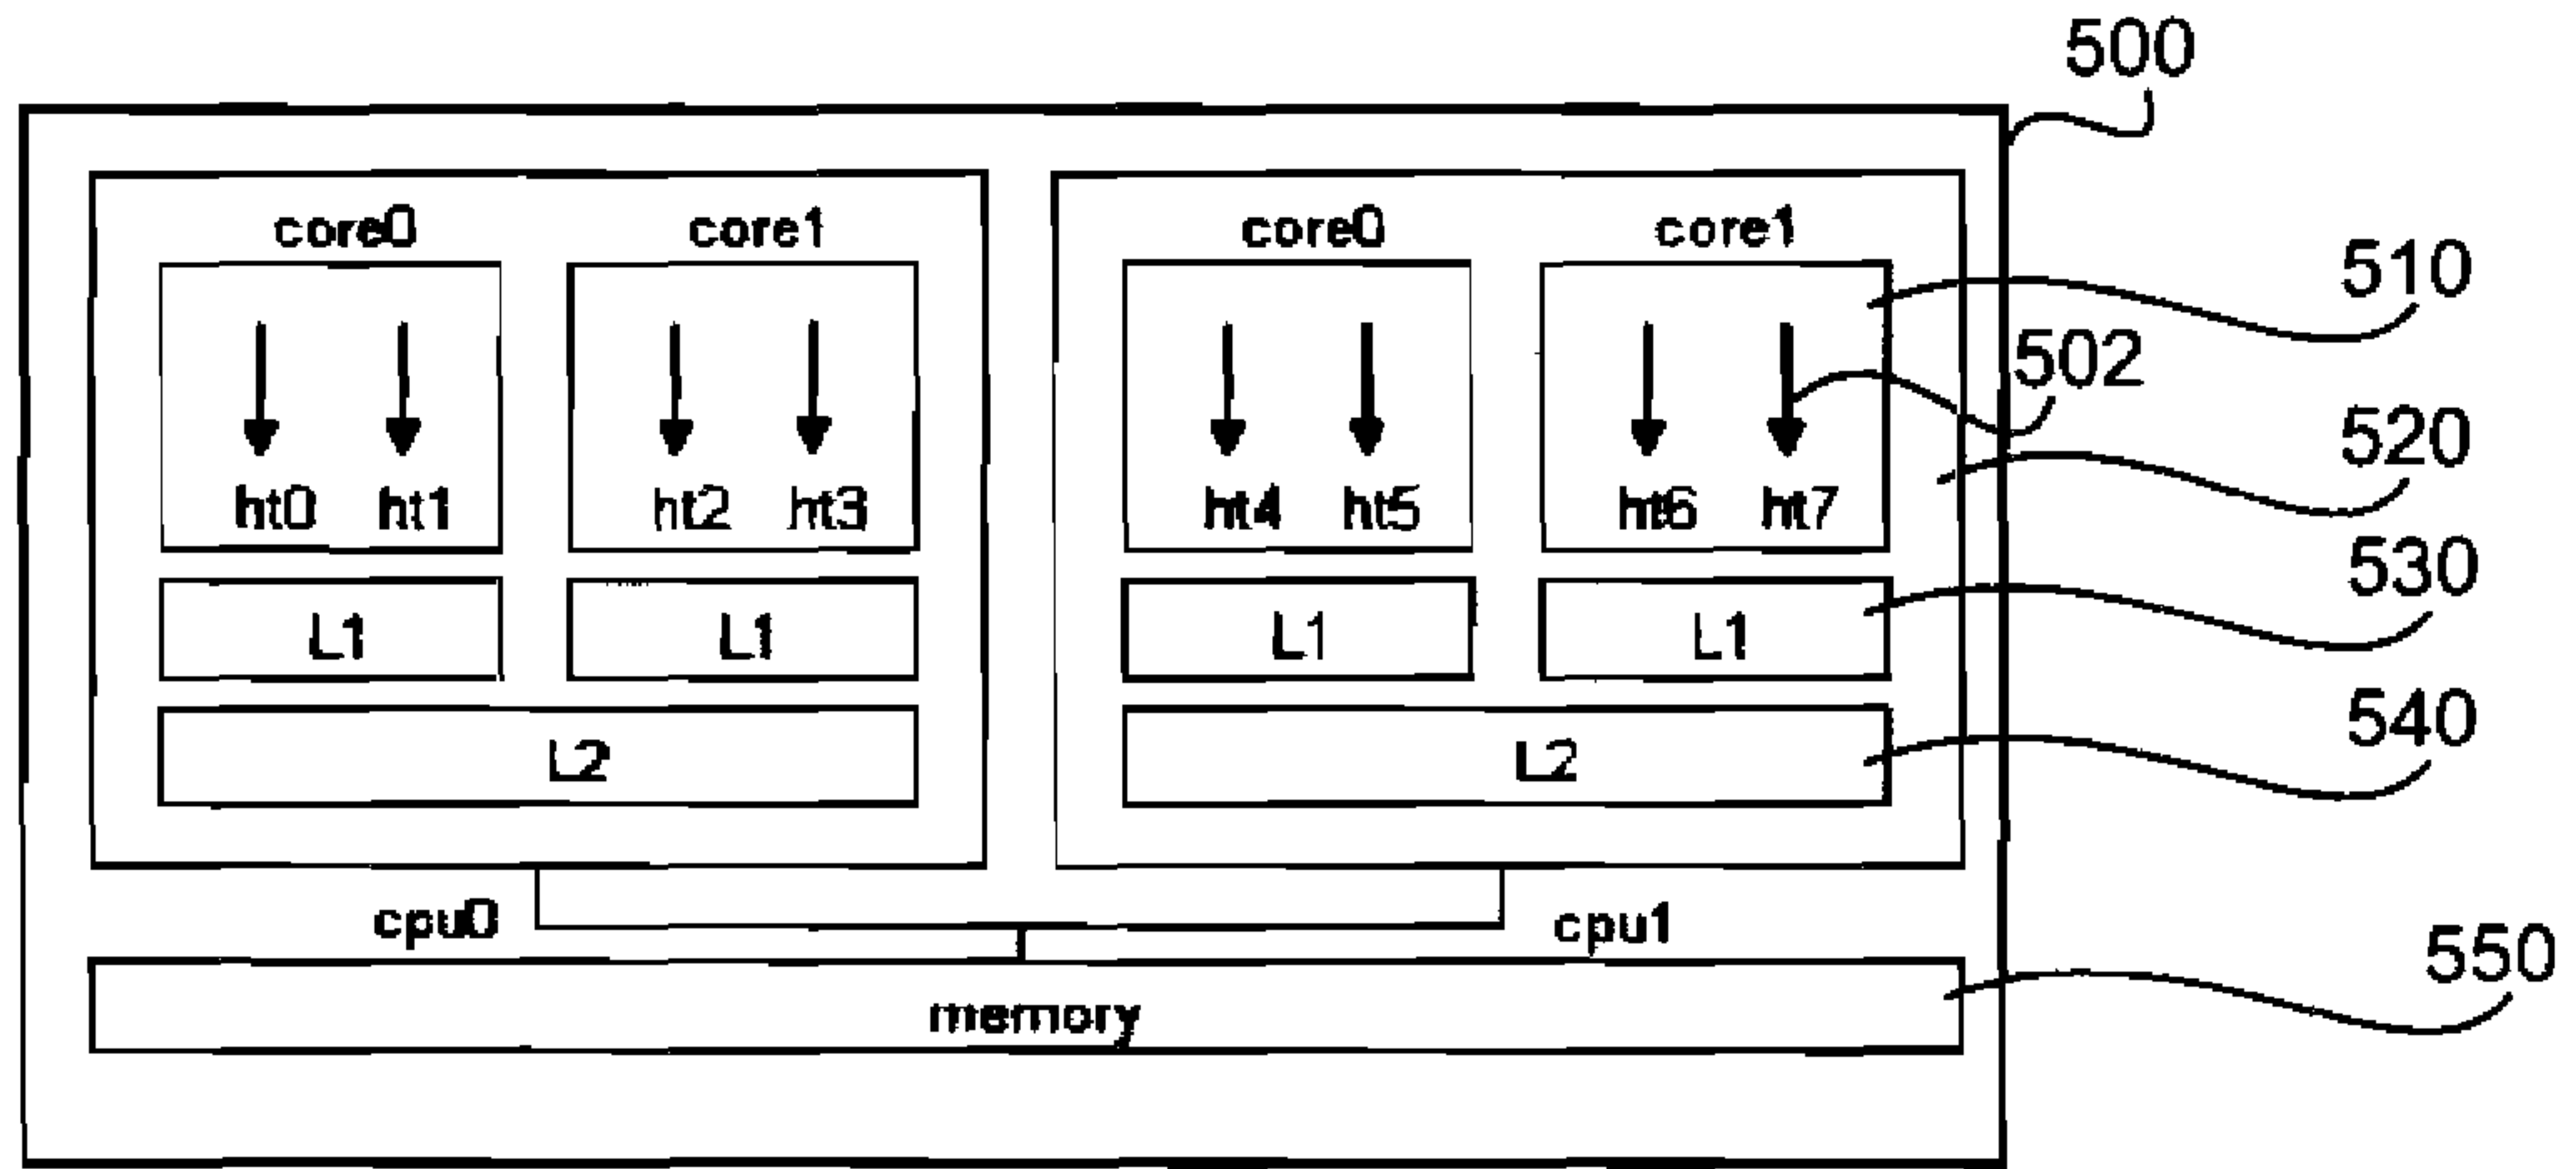 500
core0 core1 core0 core1
510
502
520
ht0 ht1 ht2 ht3 ht4 ht5 ht6 ht7
530
L1 L1 L1 L1
540
L2 L2
cpu0 cpu1
550
memory